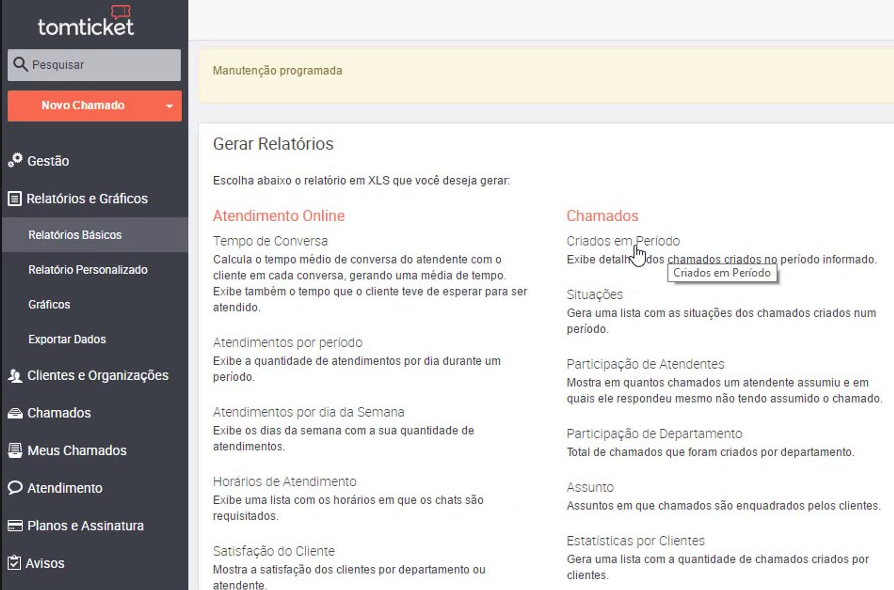 tomticket
Pesquisar
Novo Chamado
Gestão
Relatórios e Gráficos
Relatórios Básicos
Relatório Personalizado
Gráficos
Exportar Dados
Clientes e Organizações
Chamados
Meus Chamados
Atendimento
Planos e Assinatura
Avisos
Manutenção programada
Gerar Relatórios
Escolha abaixo o relatório em XLS que você deseja gerar:
Atendimento Online
Tempo de Conversa
Calcula o tempo médio de conversa do atendente com o
cliente em cada conversa, gerando uma média de tempo.
Exibe também o tempo que o cliente teve de esperar para ser
atendido.
Atendimentos por período
Exibe a quantidade de atendimentos por dia durante um
período.
Atendimentos por dia da Semana
Exibe os dias da semana com a sua quantidade de
atendimentos.
Horários de Atendimento
Exibe uma lista com os horários em que os chats são
requisitados.
Satisfação do Cliente
Mostra a satisfação dos clientes por departamento ou
atendente.
Chamados
Criados em Período
Exibe detalh dos chamados criados no período informado.
Criados em Período
Situações
Gera uma lista com as situações dos chamados criados num
período.
Participação de Atendentes
Mostra em quantos chamados um atendente assumiu e em
quais ele respondeu mesmo não tendo assumido o chamado.
Participação de Departamento
Total de chamados que foram criados por departamento.
Assunto
Assuntos em que chamados são enquadrados pelos clientes.
Estatísticas por Clientes
Gera uma lista com a quantidade de chamados criados por
clientes.